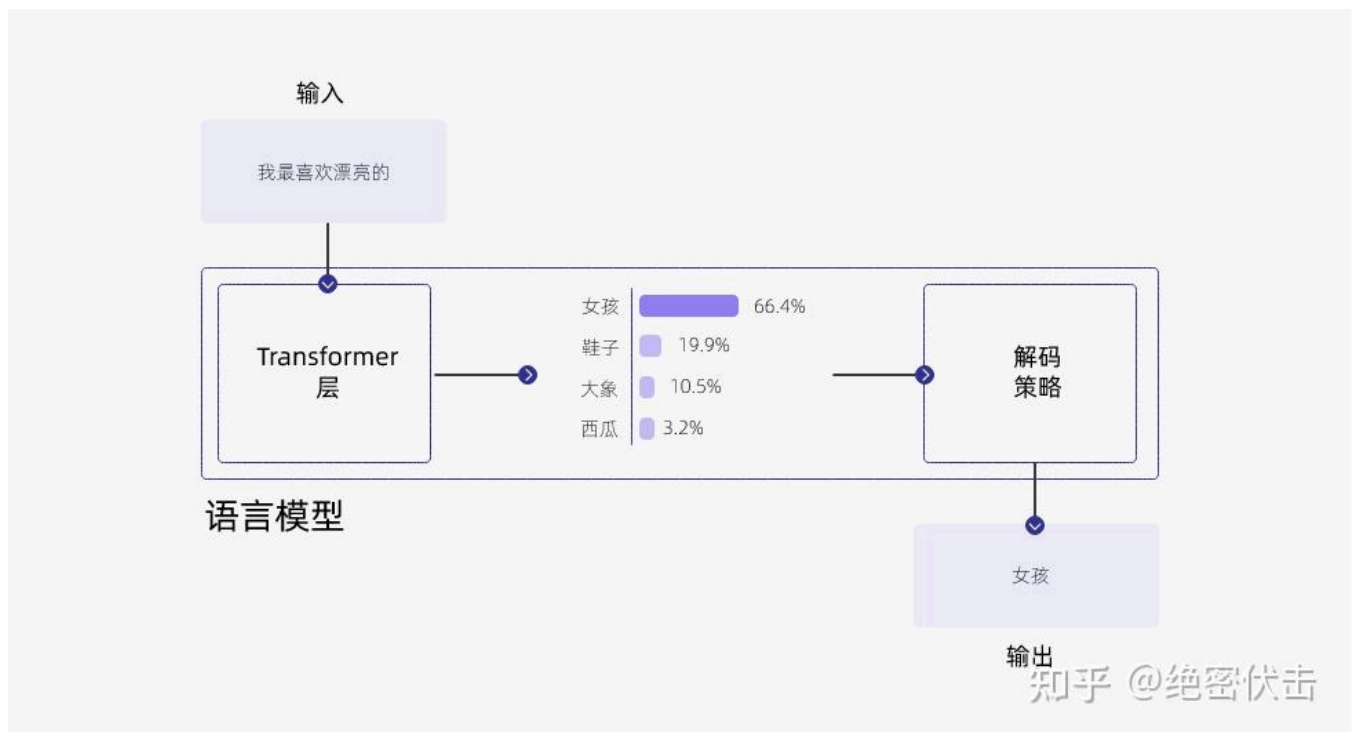 输入
我最喜欢漂亮的
Transformer
层
女孩 66.4%
鞋子 19.9%
大象 10.5%
西瓜 3.2%
解码
策略
语言模型
女孩
输出
知乎 @绝密伏击